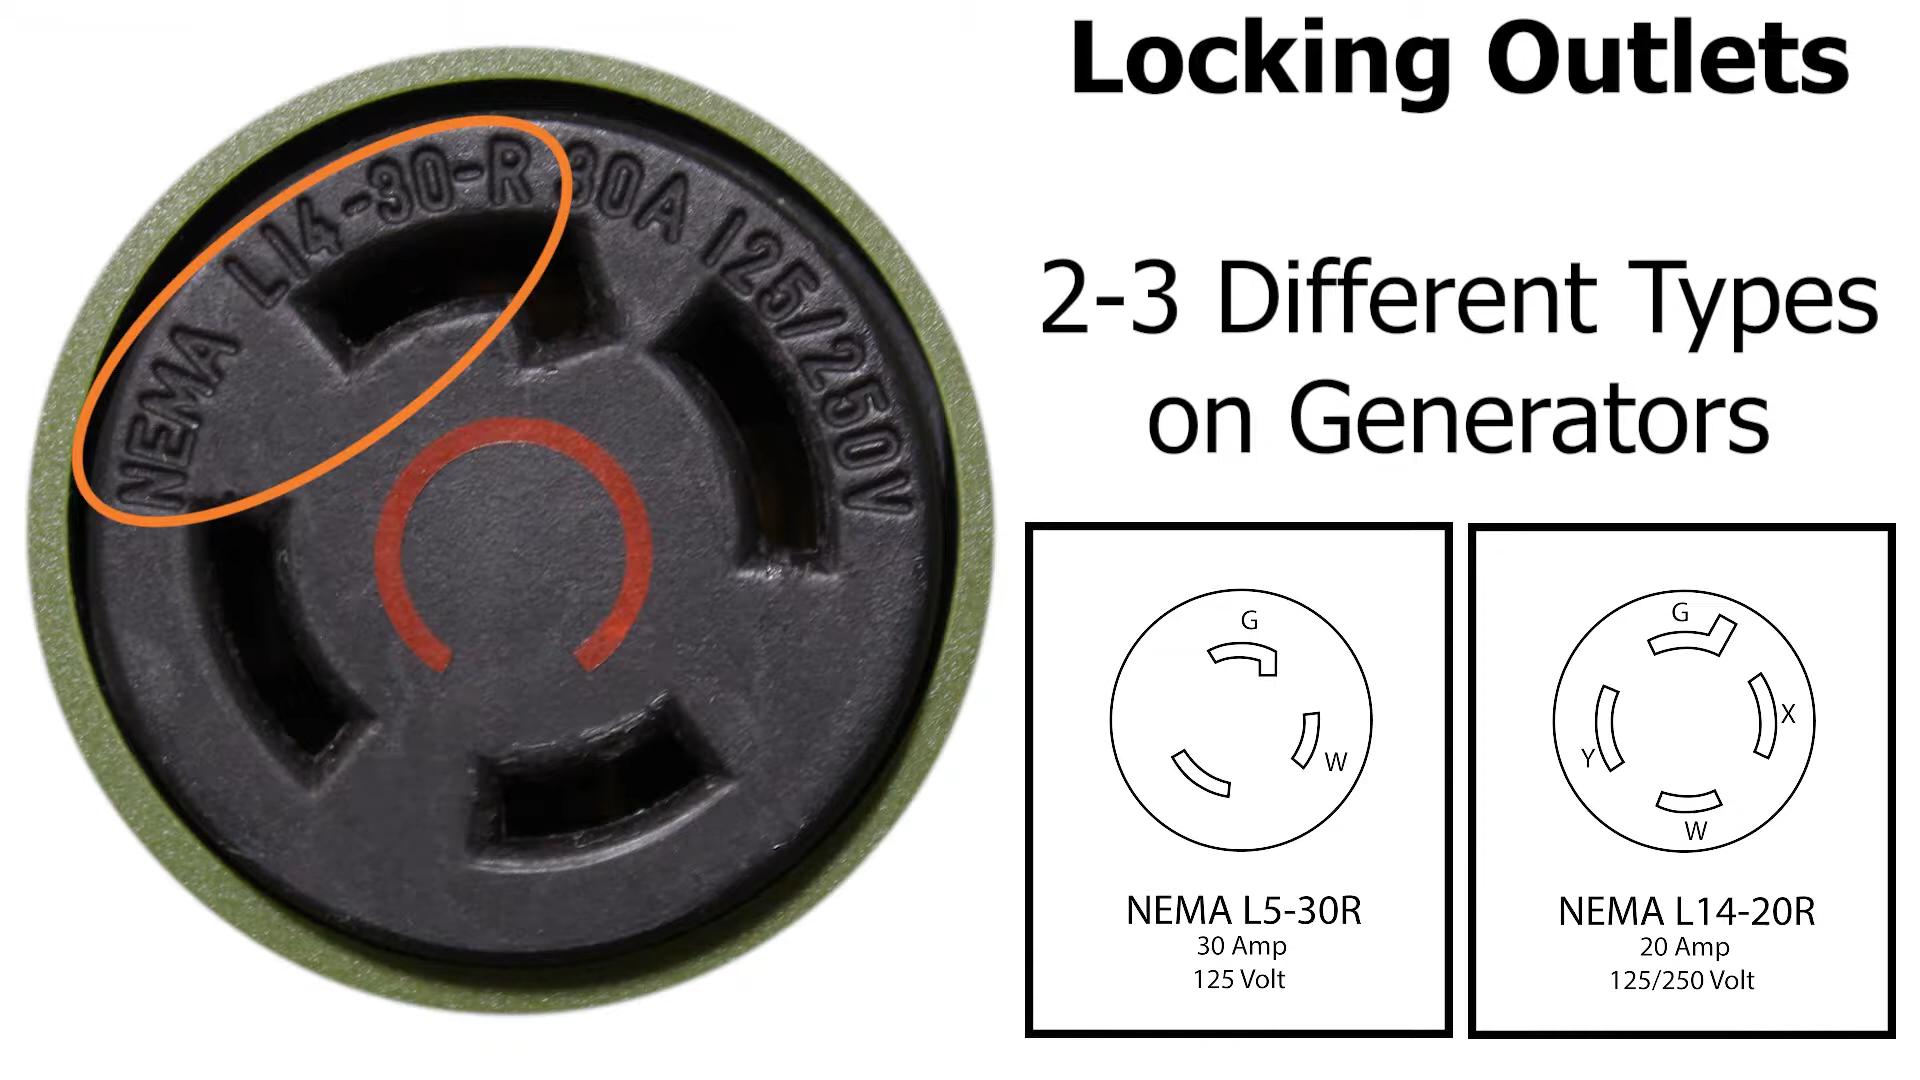 NEMA L14-30-R 30A 125/250V
Locking Outlets
2-3 Different Types
on Generators
G
W
NEMA L5-30R
30 Amp
125 Volt
G
X
Y
W
NEMA L14-20R
20 Amp
125/250 Volt